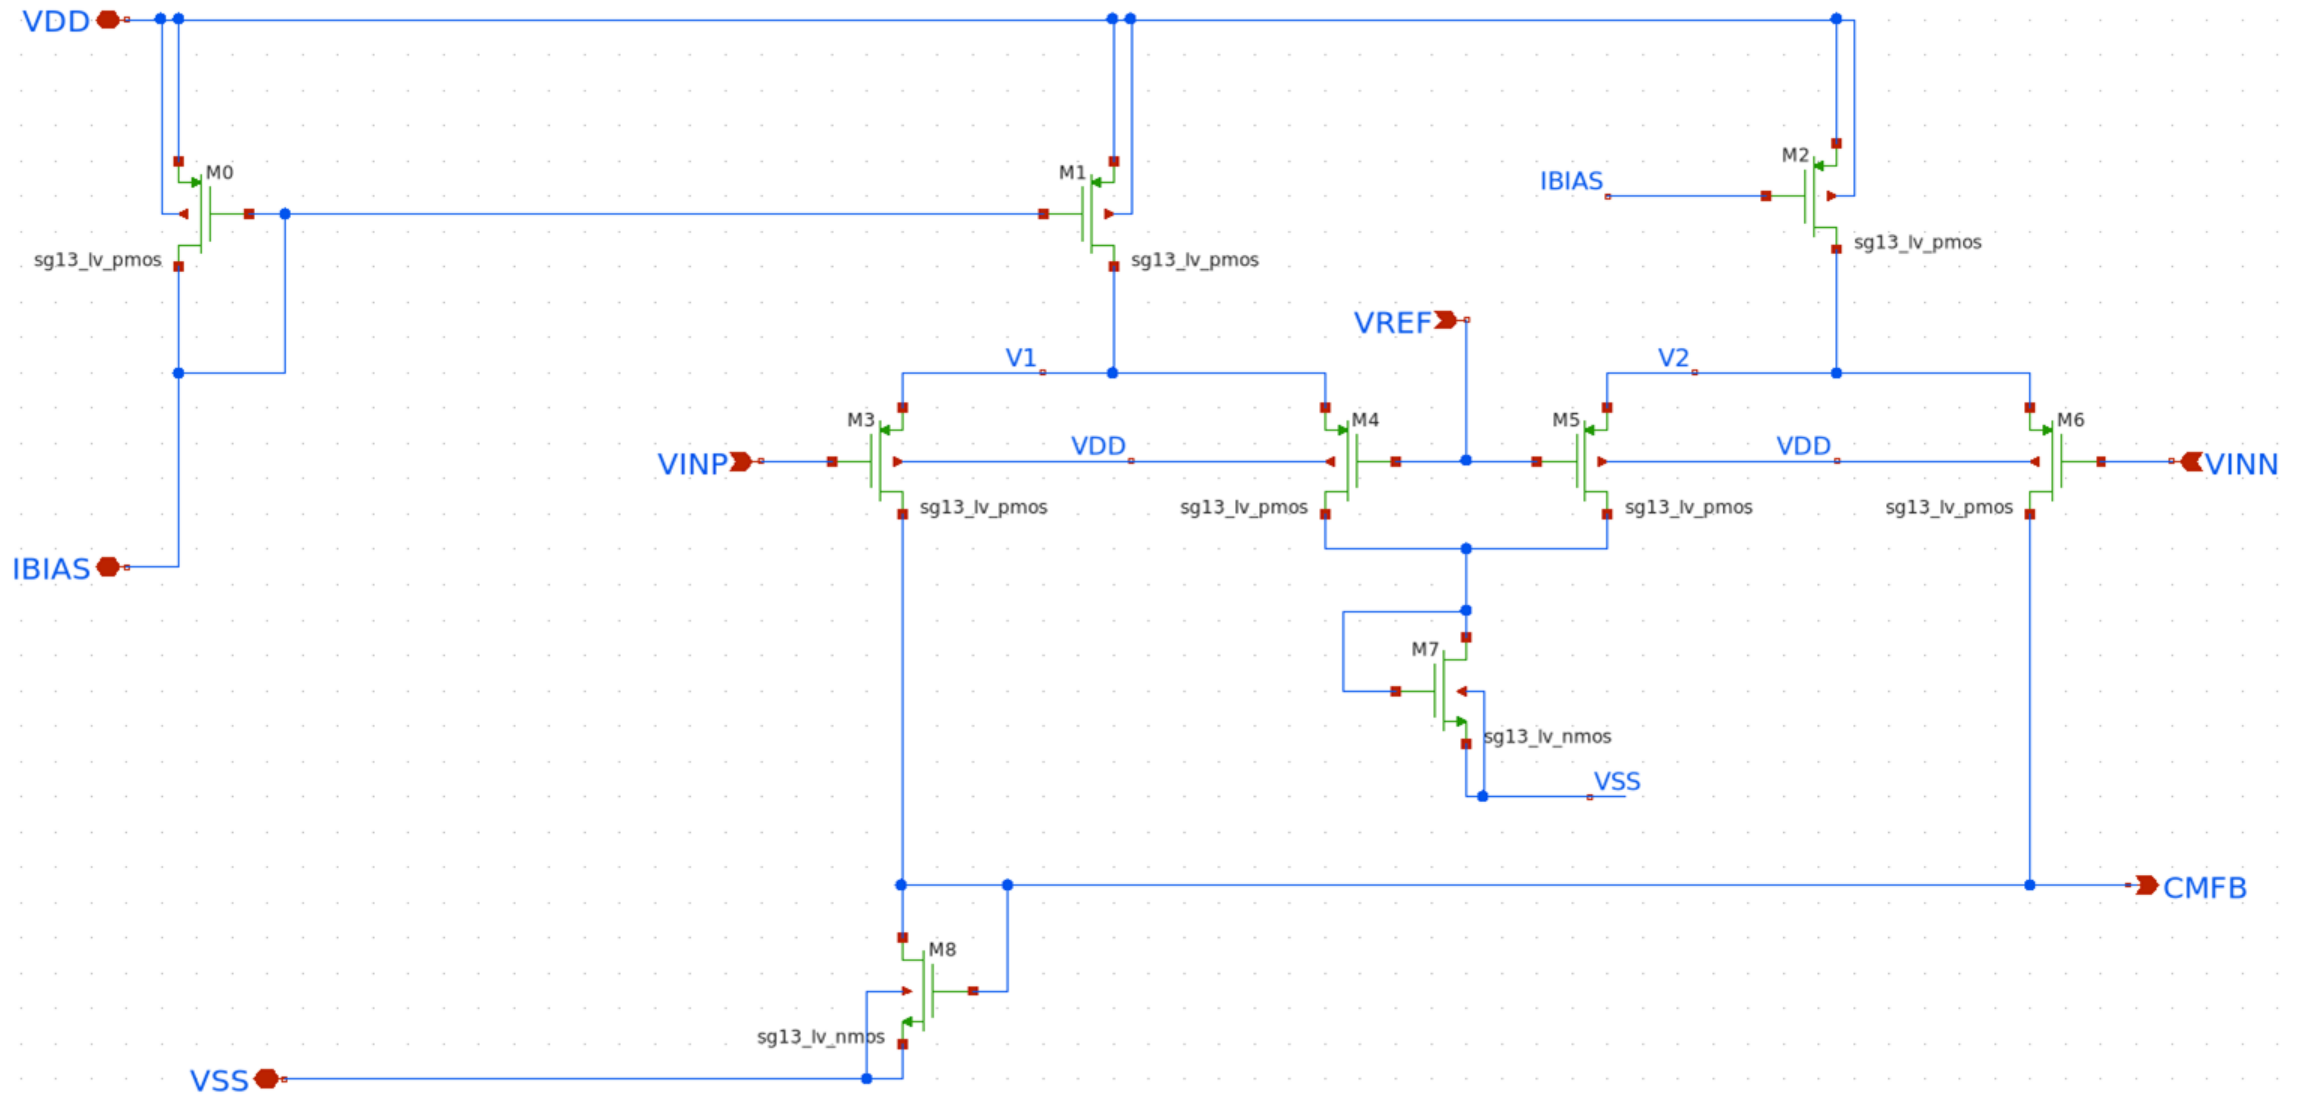 VDD
M0
M1
M2
IBIAS
sg13_lv_pmos
sg13_lv_pmos
sg13_lv_pmos
VREF
V1
V2
M3
M4
M5
M6
VINP
VDD
VDD
VINN
sg13_lv_pmos
sg13_lv_pmos
sg13_lv_pmos
sg13_lv_pmos
IBIAS
M7
sg13_lv_nmos
VSS
CMFB
M8
sg13_lv_nmos
VSS